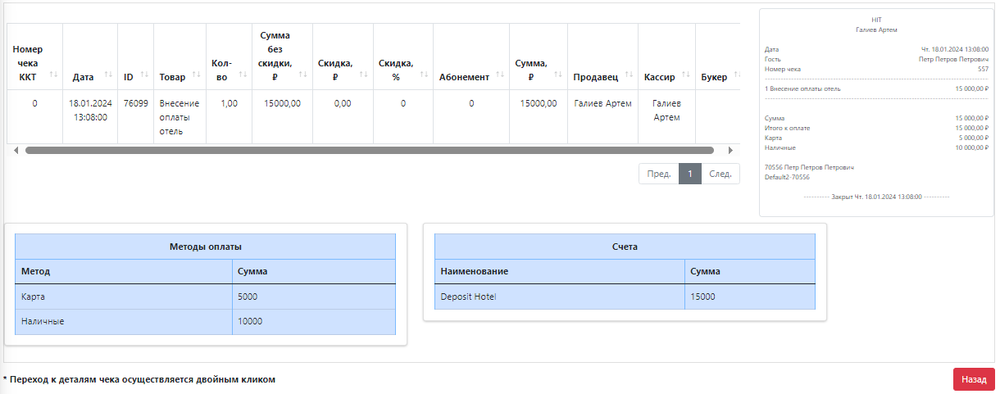 Номер чека ККТ Дата ID Товар Кол-во Сумма без скидки, ₽ Скидка, ₽ Скидка, % Абонемент Сумма, ₽ Продавец Кассир Букер
0 18.01.2024 13:08:00 76099 Внесение оплаты отель 1,00 15000,00 0,00 0 0 15000,00 Галиев Артем Галиев Артем
Пред. 1 След.
HIT
Галиев Артем
Дата Чт. 18.01.2024 13:08:00
Гость Петр Петров Петрович
Номер чека 557
1 Внесение оплаты отель 15 000,00 ₽
Сумма 15 000,00 ₽
Итого к оплате 15 000,00 ₽
Карта 5 000,00 ₽
Наличные 10 000,00 ₽
70556 Петр Петров Петрович
Default2-70556
----------- Закрыт Чт. 18.01.2024 13:08:00 -----------
Методы оплаты
Метод Сумма
Карта 5000
Наличные 10000
Счета
Наименование Сумма
Deposit Hotel 15000
* Переход к деталям чека осуществляется двойным кликом
Назад